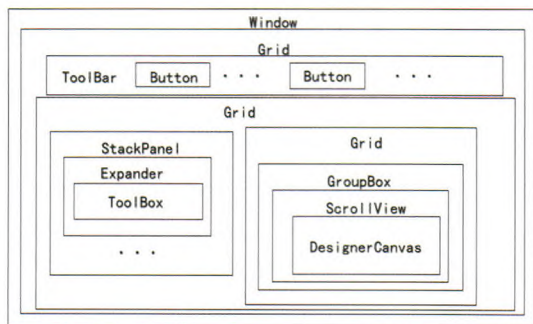 Window
Grid
ToolBar Button · · · Button · · ·
Grid
StackPanel
Expander
ToolBox
· · ·
Grid
GroupBox
ScrollView
DesignerCanvas